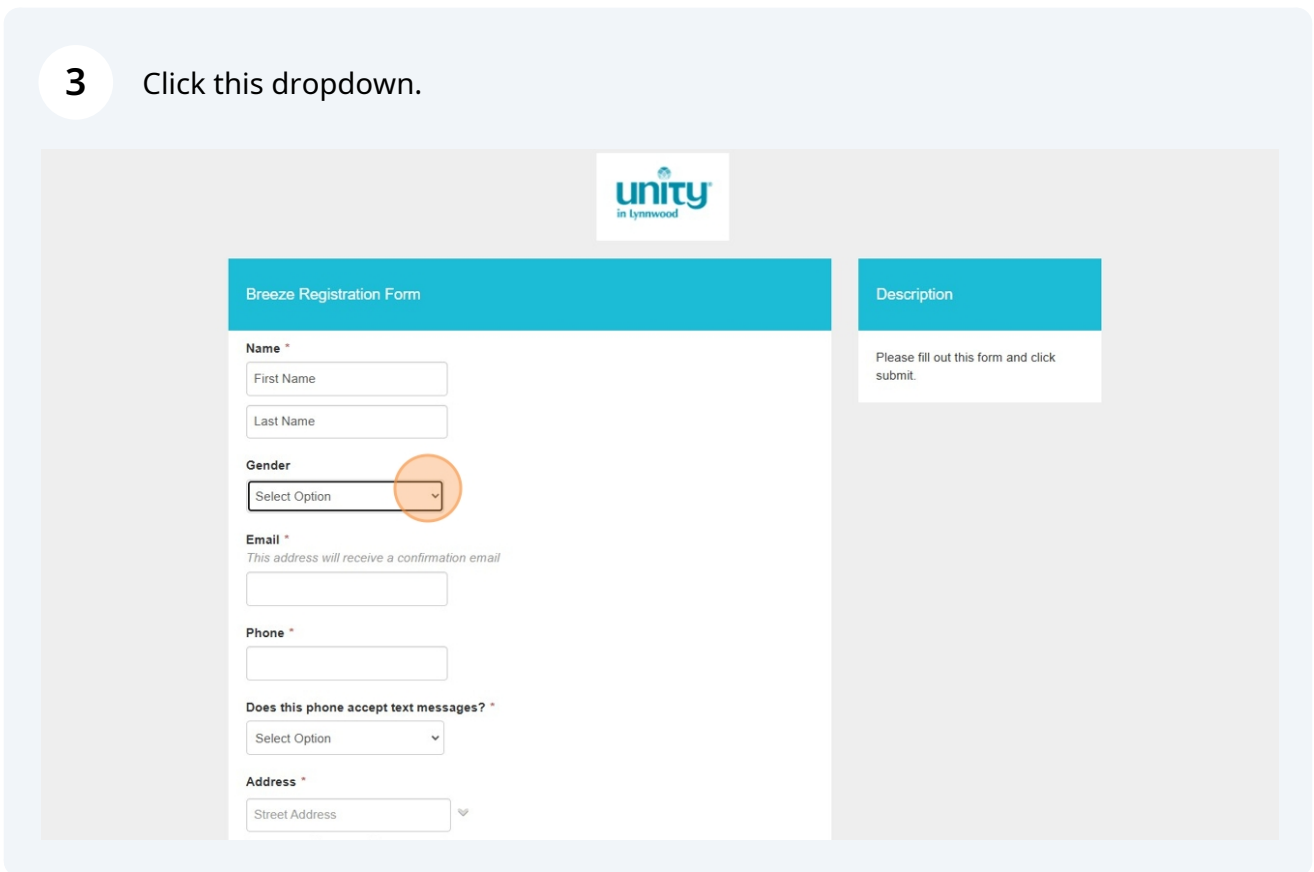 3 Click this dropdown.
unity
in Lynnwood
Breeze Registration Form
Description
Name *
First Name
Last Name
Please fill out this form and click
submit.
Gender
Select Option
Email *
This address will receive a confirmation email
Phone *
Does this phone accept text messages? *
Select Option
Address *
Street Address